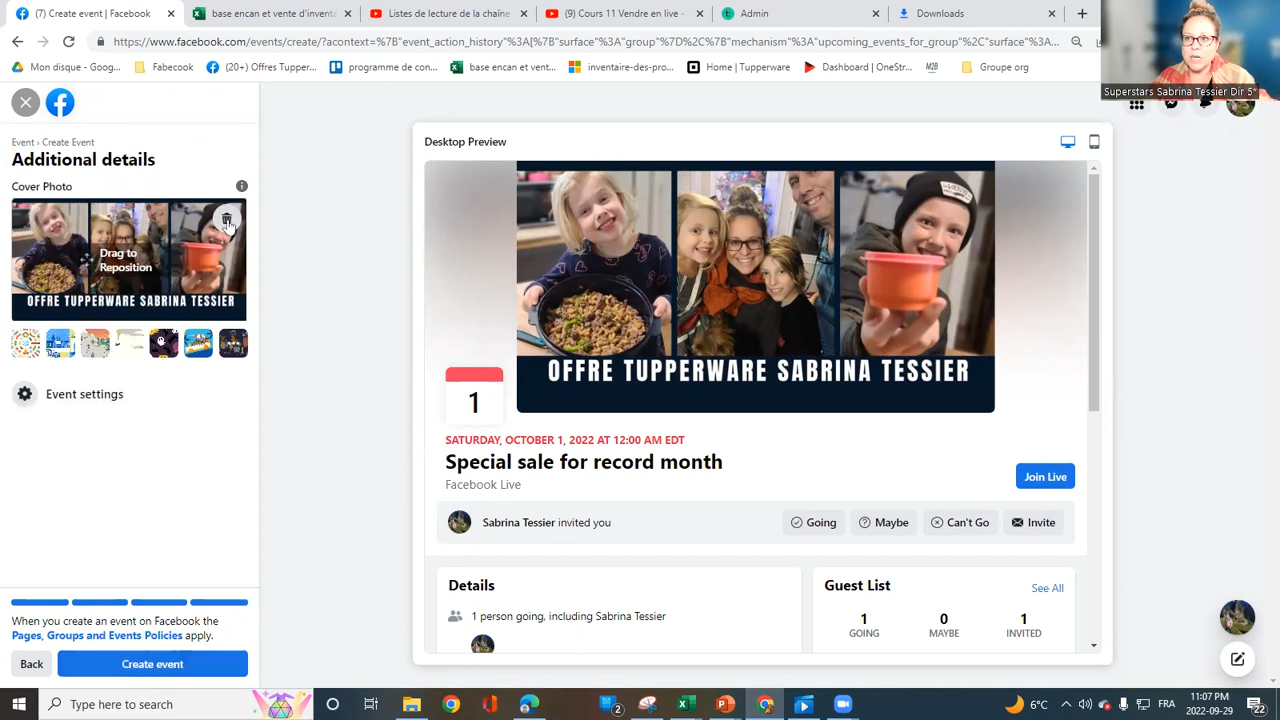 (7) Create event | Facebook
base encan et vente d'inventa
Listes de lecture de la chaîne
(9) Cours 11 Vendre en live -
Admin
Downloads
https://www.facebook.com/events/create/?acontext=%7B"event_action_history"%3A[%7B"surface"%3A"group"%7D%2C%7B"mechanism"%3A"upcoming_events_for_group"%2C"surface"%3A...
Mon disque - Goog...
Fabecook
(20+) Offres Tupper...
programme de con...
base encan et vent...
inventaire-des-pro...
Home | Tupperware
Dashboard | OneStr...
M2B
Groupe org
Superstars Sabrina Tessier Dir 5*
Event › Create Event
Additional details
Cover Photo
Drag to
Reposition
OFFRE TUPPERWARE SABRINA TESSIER
Event settings
When you create an event on Facebook the
Pages, Groups and Events Policies apply.
Back
Create event
Desktop Preview
OFFRE TUPPERWARE SABRINA TESSIER
1
SATURDAY, OCTOBER 1, 2022 AT 12:00 AM EDT
Special sale for record month
Facebook Live
Join Live
Sabrina Tessier invited you
Going
Maybe
Can't Go
Invite
Details
1 person going, including Sabrina Tessier
Guest List
See All
1
0
1
GOING
MAYBE
INVITED
Type here to search
2
6°C
FRA
11:07 PM
2022-09-29
22